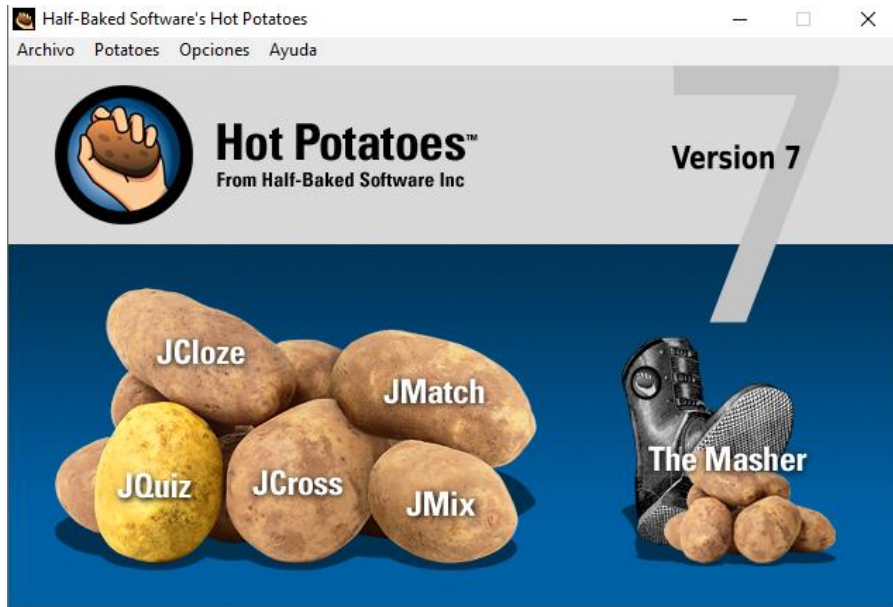 Half-Baked Software's Hot Potatoes
Archivo Potatoes Opciones Ayuda
Hot Potatoes™
From Half-Baked Software Inc
Version 7
7
JCloze
JMatch
JQuiz
JCross
JMix
The Masher